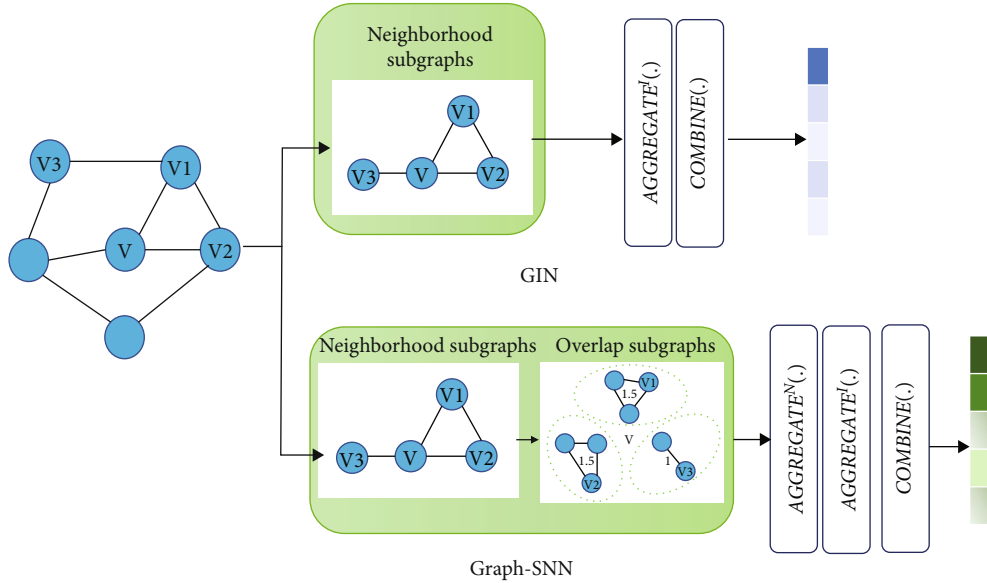 V3
V1
V
V2
Neighborhood
subgraphs
V1
V3
V
V2
AGGREGATE^I(.)
COMBINE(.)
GIN
Neighborhood subgraphs
Overlap subgraphs
V1
V3
V
V2
V1
1.5
V
1.5
V2
1
V3
AGGREGATE^N(.)
AGGREGATE^I(.)
COMBINE(.)
Graph-SNN